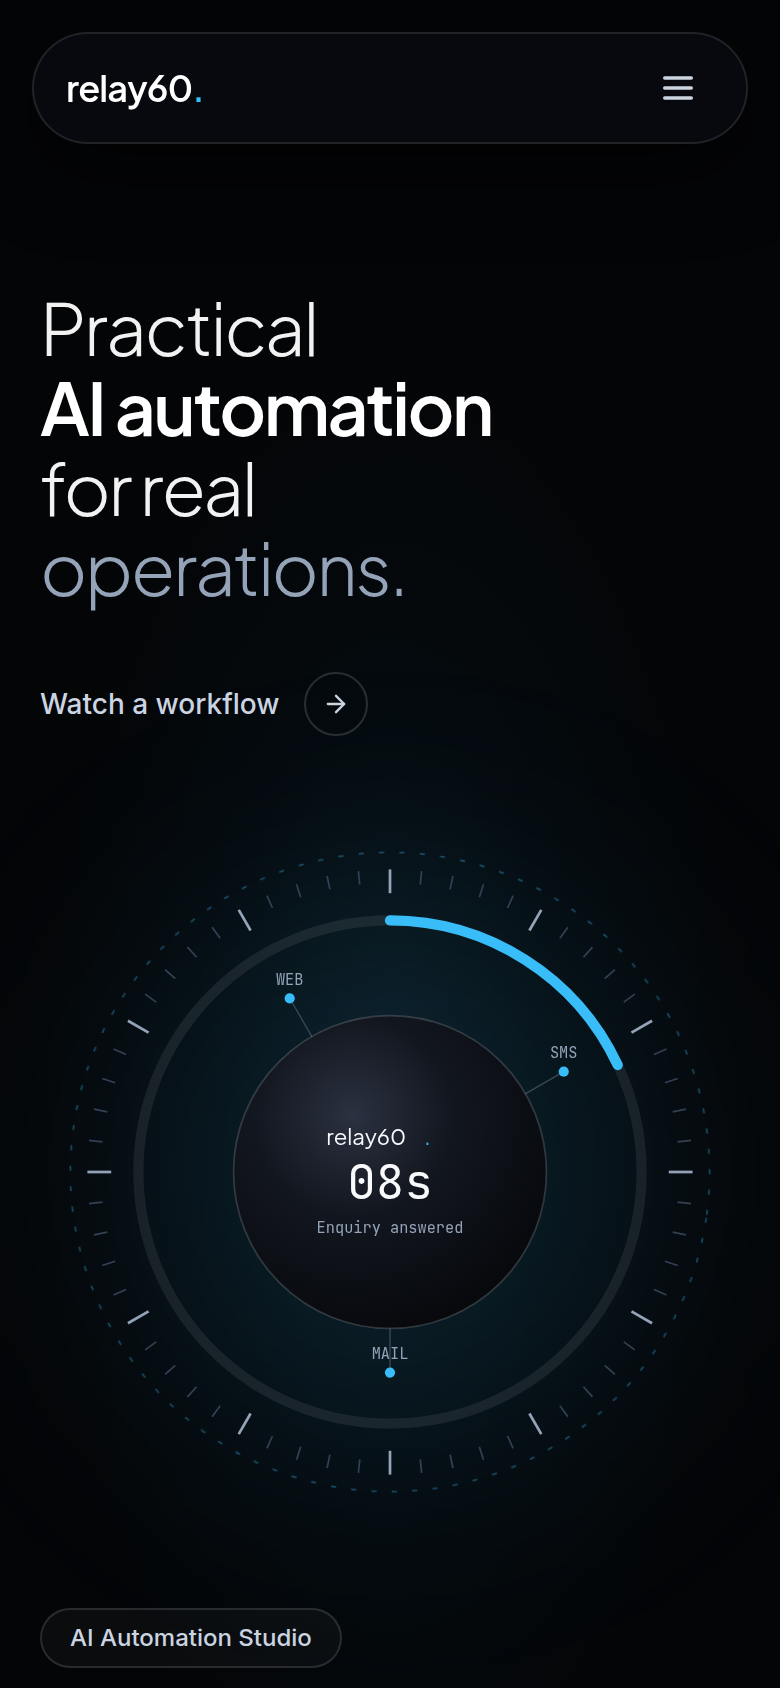 relay60.
Practical
AI automation
for real
operations.
Watch a workflow
WEB
SMS
relay60 .
08s
Enquiry answered
MAIL
AI Automation Studio